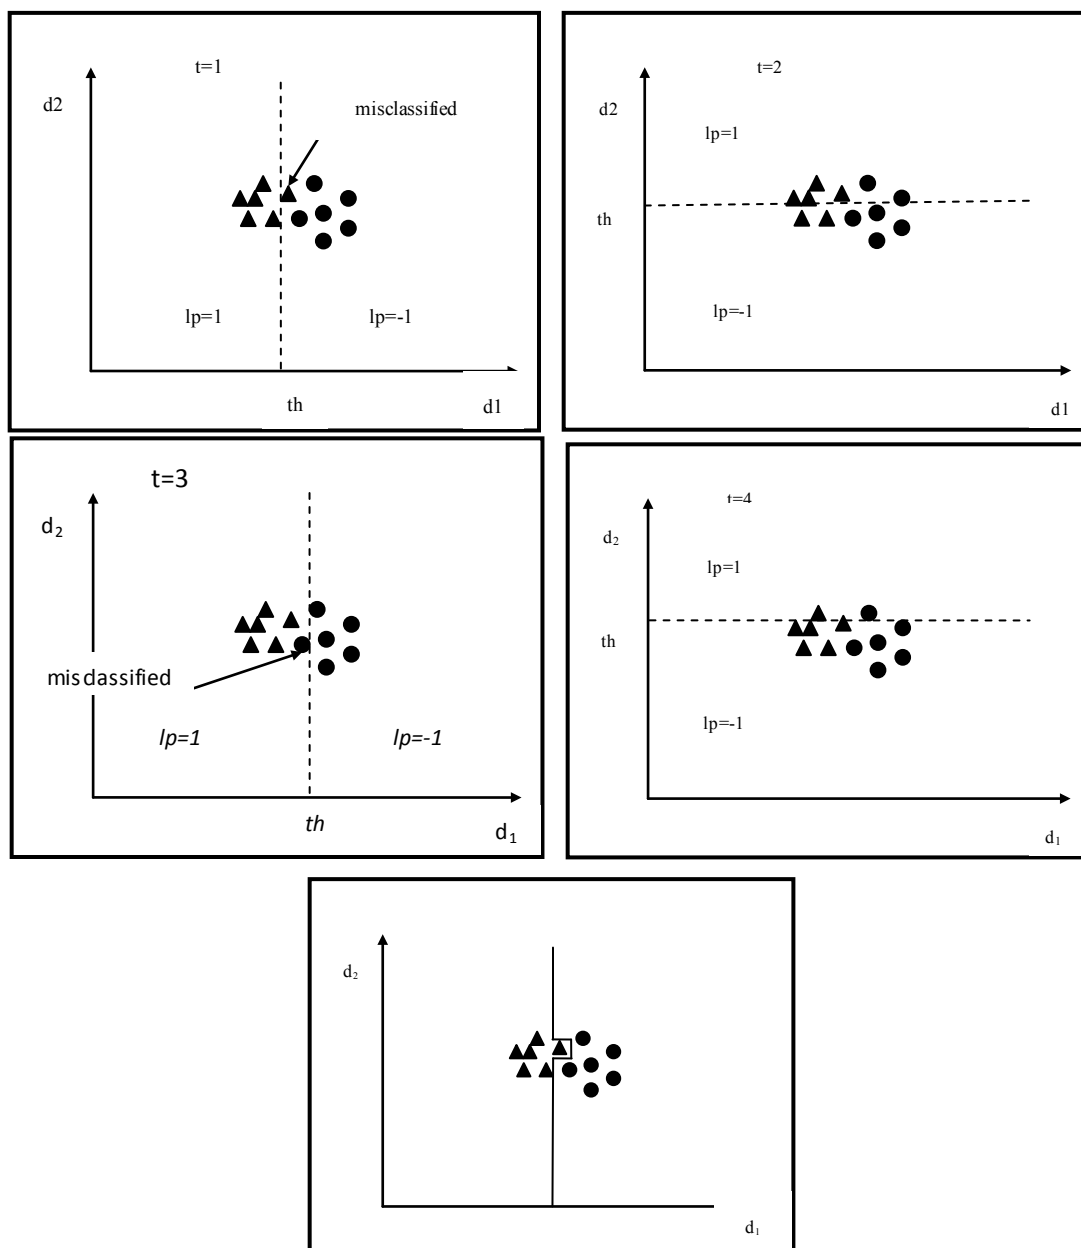 t=1
d2
misclassified
lp=1
lp=-1
th
d1
t=2
d2
lp=1
th
lp=-1
d1
t=3
d₂
misclassified
lp=1
lp=-1
th
d₁
t=4
d₂
lp=1
th
lp=-1
d₁
d₂
d₁